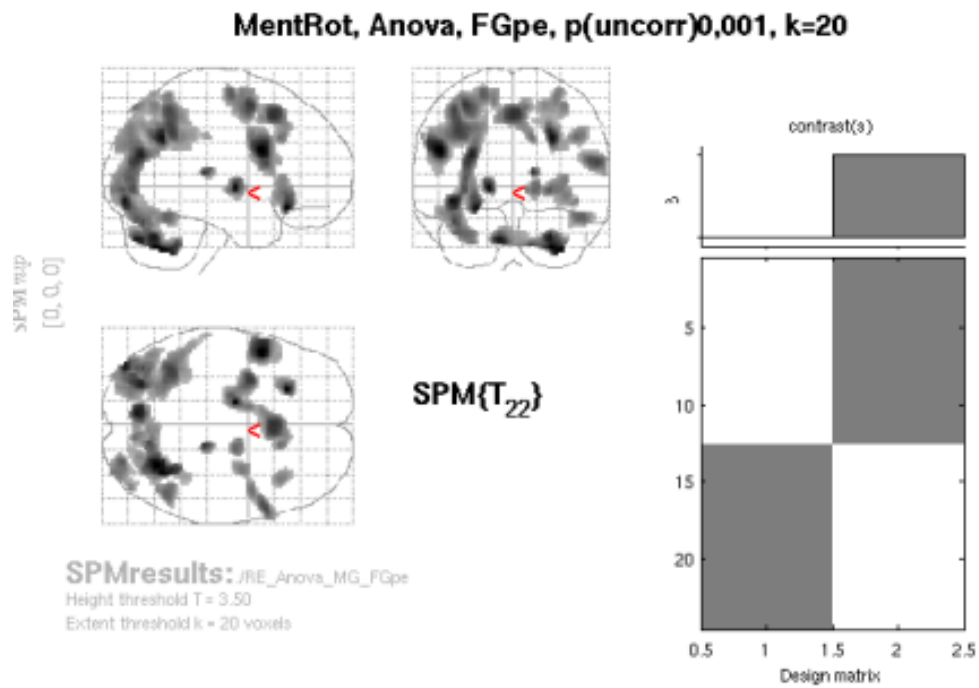 MentRot, Anova, FGpe, p(uncorr)0,001, k=20
contrast(s)
3
SPM mip
[0, 0, 0]
<
<
<
SPM{T22}
5
10
15
20
0.5 1 1.5 2 2.5
Design matrix
SPMresults: ./RE_Anova_MG_FGpe
Height threshold T = 3.50
Extent threshold k = 20 voxels